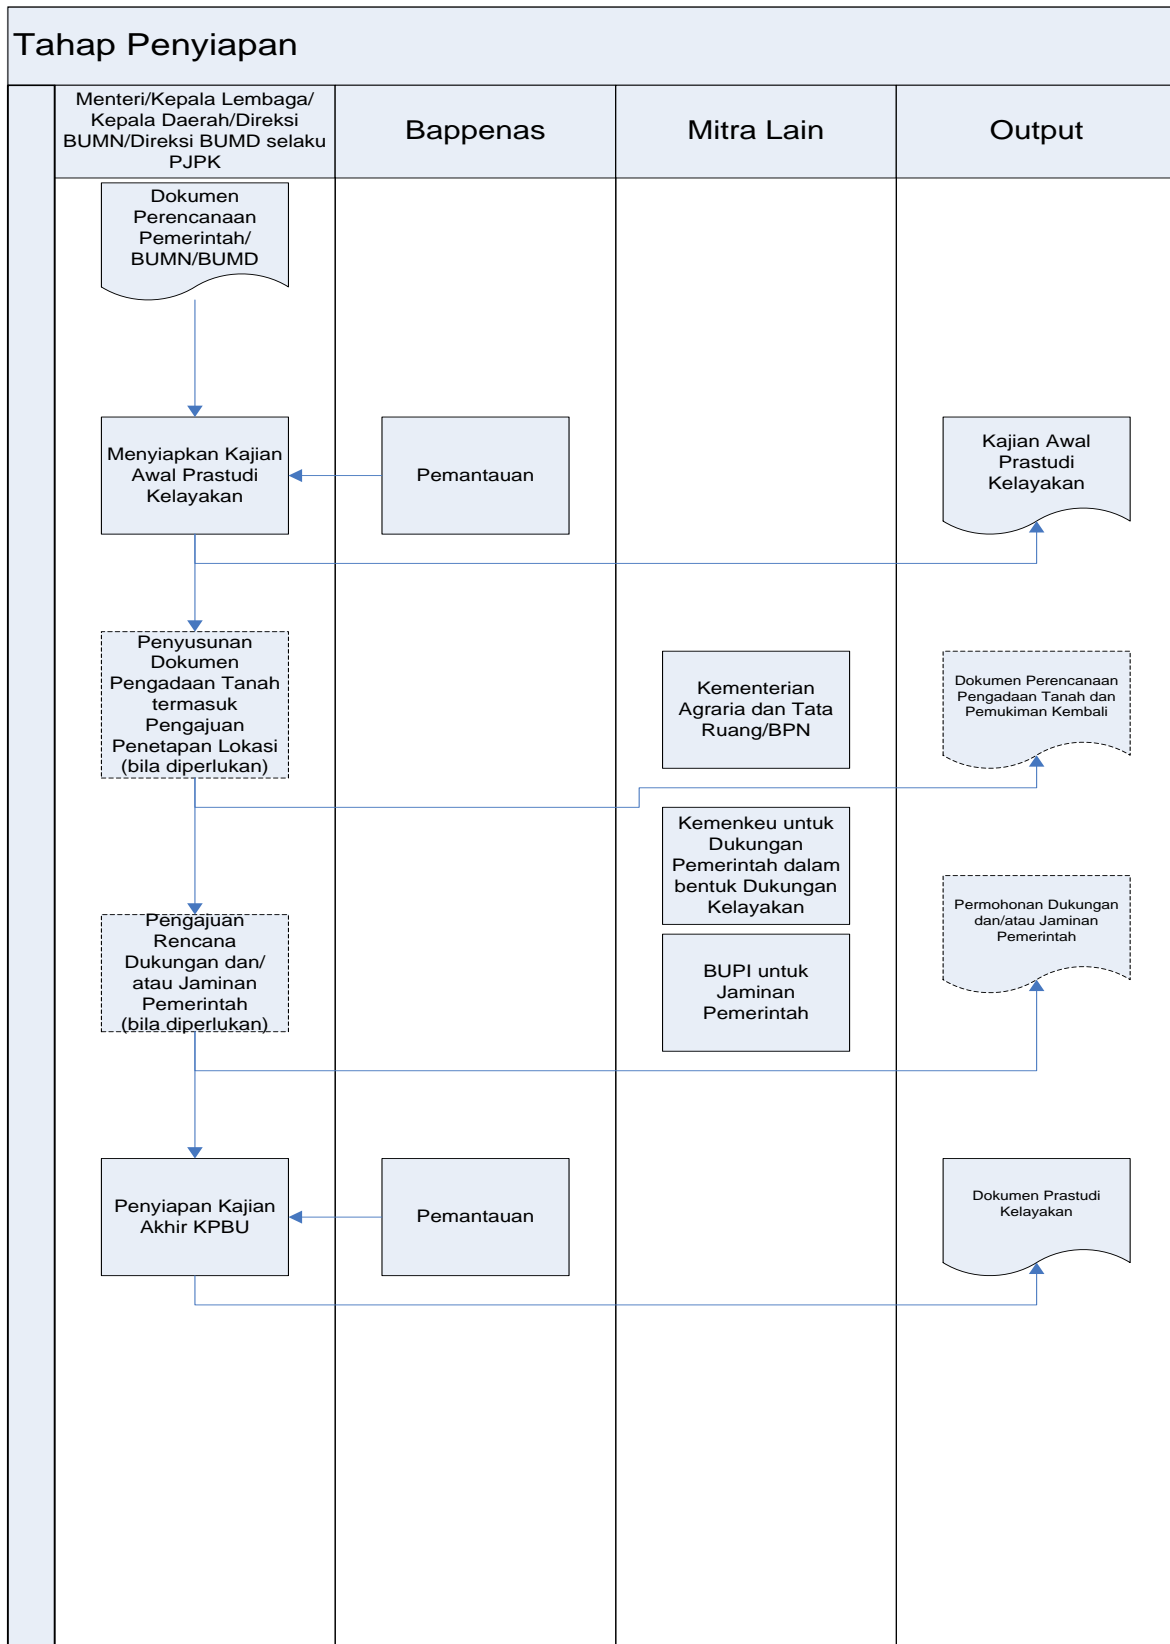 Tahap Penyiapan
Menteri/Kepala Lembaga/
Kepala Daerah/Direksi
BUMN/Direksi BUMD selaku
PJPK
Bappenas
Mitra Lain
Output
Dokumen
Perencanaan
Pemerintah/
BUMN/BUMD
Menyiapkan Kajian
Awal Prastudi
Kelayakan
Pemantauan
Kajian Awal
Prastudi
Kelayakan
Penyusunan
Dokumen
Pengadaan Tanah
termasuk
Pengajuan
Penetapan Lokasi
(bila diperlukan)
Kementerian
Agraria dan Tata
Ruang/BPN
Dokumen Perencanaan
Pengadaan Tanah dan
Pemukiman Kembali
Kemenkeu untuk
Dukungan
Pemerintah dalam
bentuk Dukungan
Kelayakan
Pengajuan
Rencana
Dukungan dan/
atau Jaminan
Pemerintah
(bila diperlukan)
BUPI untuk
Jaminan
Pemerintah
Permohonan Dukungan
dan/atau Jaminan
Pemerintah
Penyiapan Kajian
Akhir KPBU
Pemantauan
Dokumen Prastudi
Kelayakan